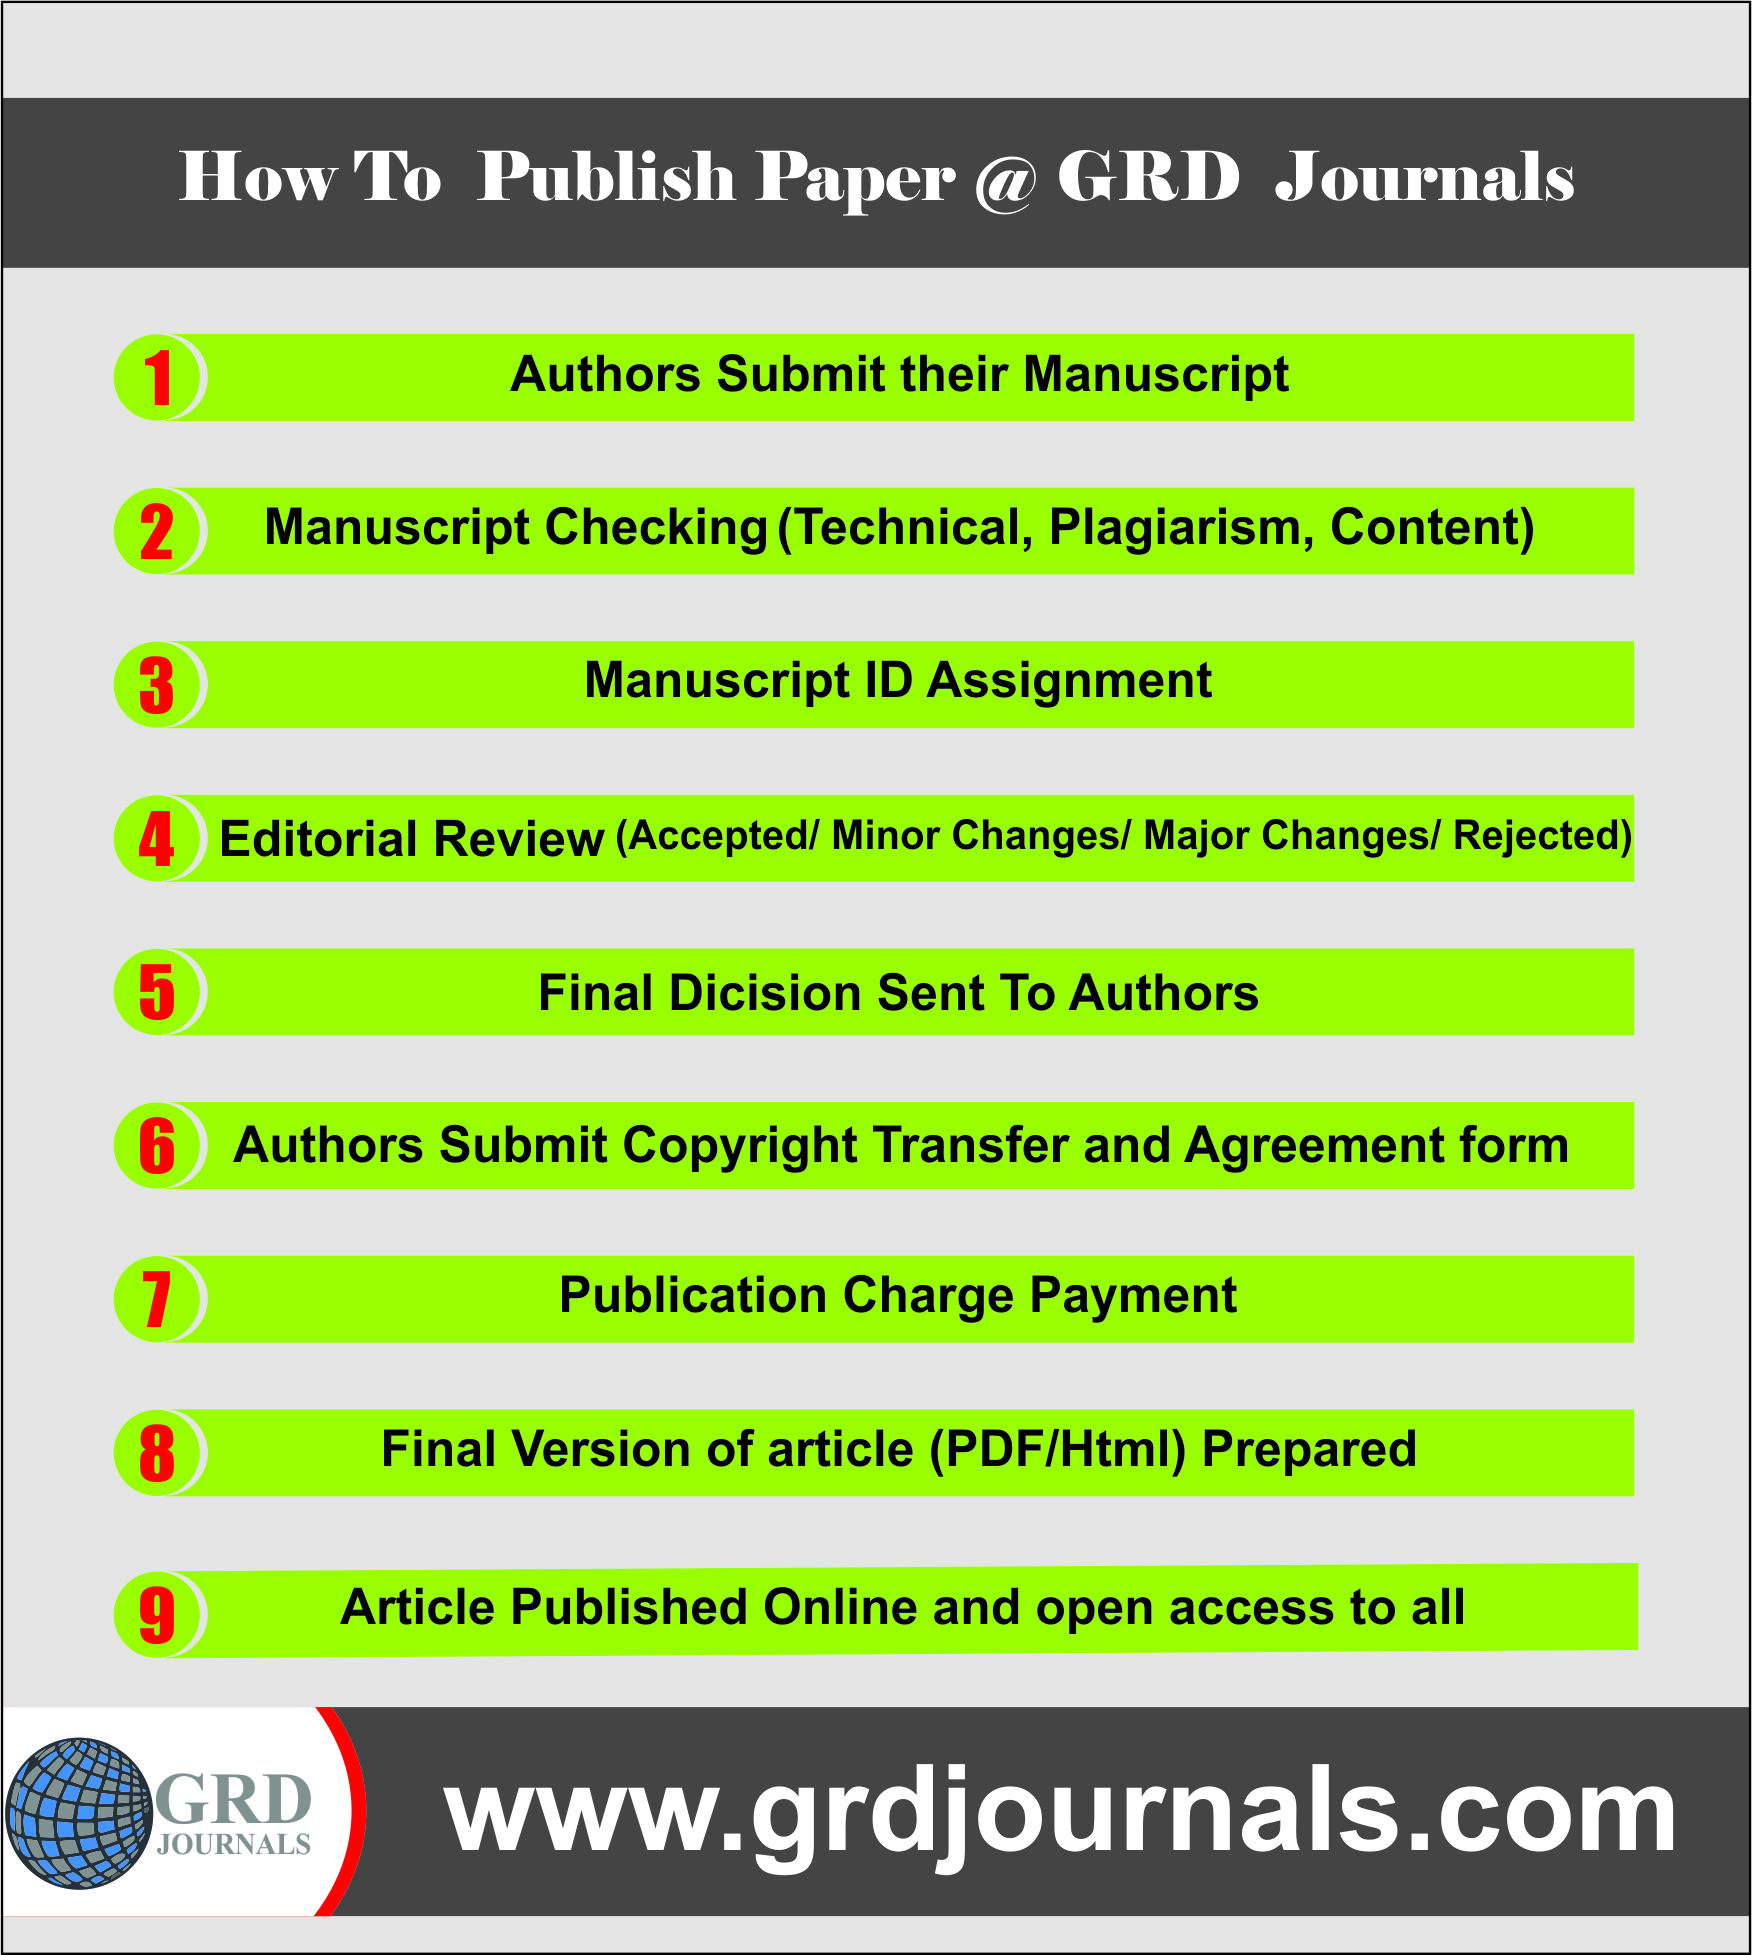 How To Publish Paper @ GRD Journals
1 Authors Submit their Manuscript
2 Manuscript Checking (Technical, Plagiarism, Content)
3 Manuscript ID Assignment
4 Editorial Review (Accepted/ Minor Changes/ Major Changes/ Rejected)
5 Final Dicision Sent To Authors
6 Authors Submit Copyright Transfer and Agreement form
7 Publication Charge Payment
8 Final Version of article (PDF/Html) Prepared
9 Article Published Online and open access to all
GRD
JOURNALS
www.grdjournals.com